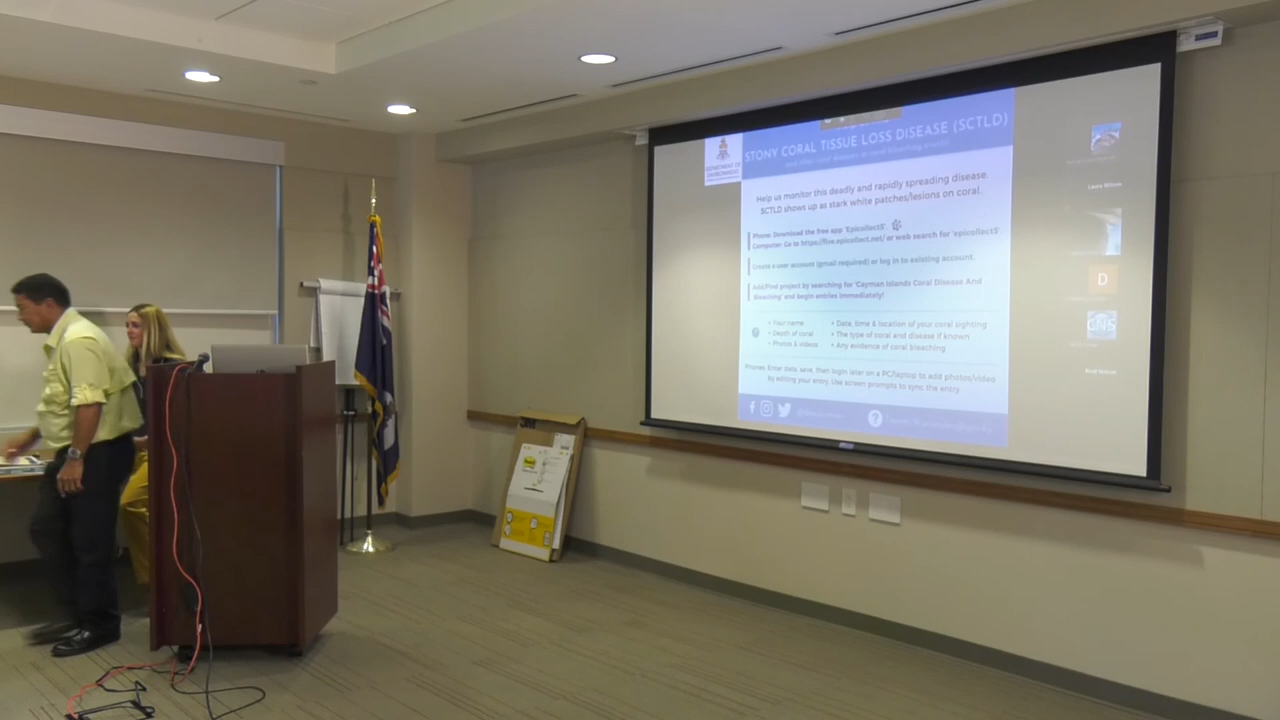 STONY CORAL TISSUE LOSS DISEASE (SCTLD)
DEPARTMENT OF
ENVIRONMENT
Help us monitor this deadly and rapidly spreading disease.
SCTLD shows up as stark white patches/lesions on coral.
Phone: Download the free app 'Epicollect5'.
Computer: Go to https://five.epicollect.net/ or web search for 'epicollect5'
Create a user account (gmail required) or log in to existing account.
Add/Find project by searching for 'Cayman Islands Coral Disease And
Bleaching' and begin entries immediately!
?
• Your name
• Depth of coral
• Photos & videos
• Date, time & location of your coral sighting
• The type of coral and disease if known
• Any evidence of coral bleaching
Phones: Enter data, save, then login later on a PC/laptop to add photos/video
by editing your entry. Use screen prompts to sync the entry
?
Laura
D
CNS
3M